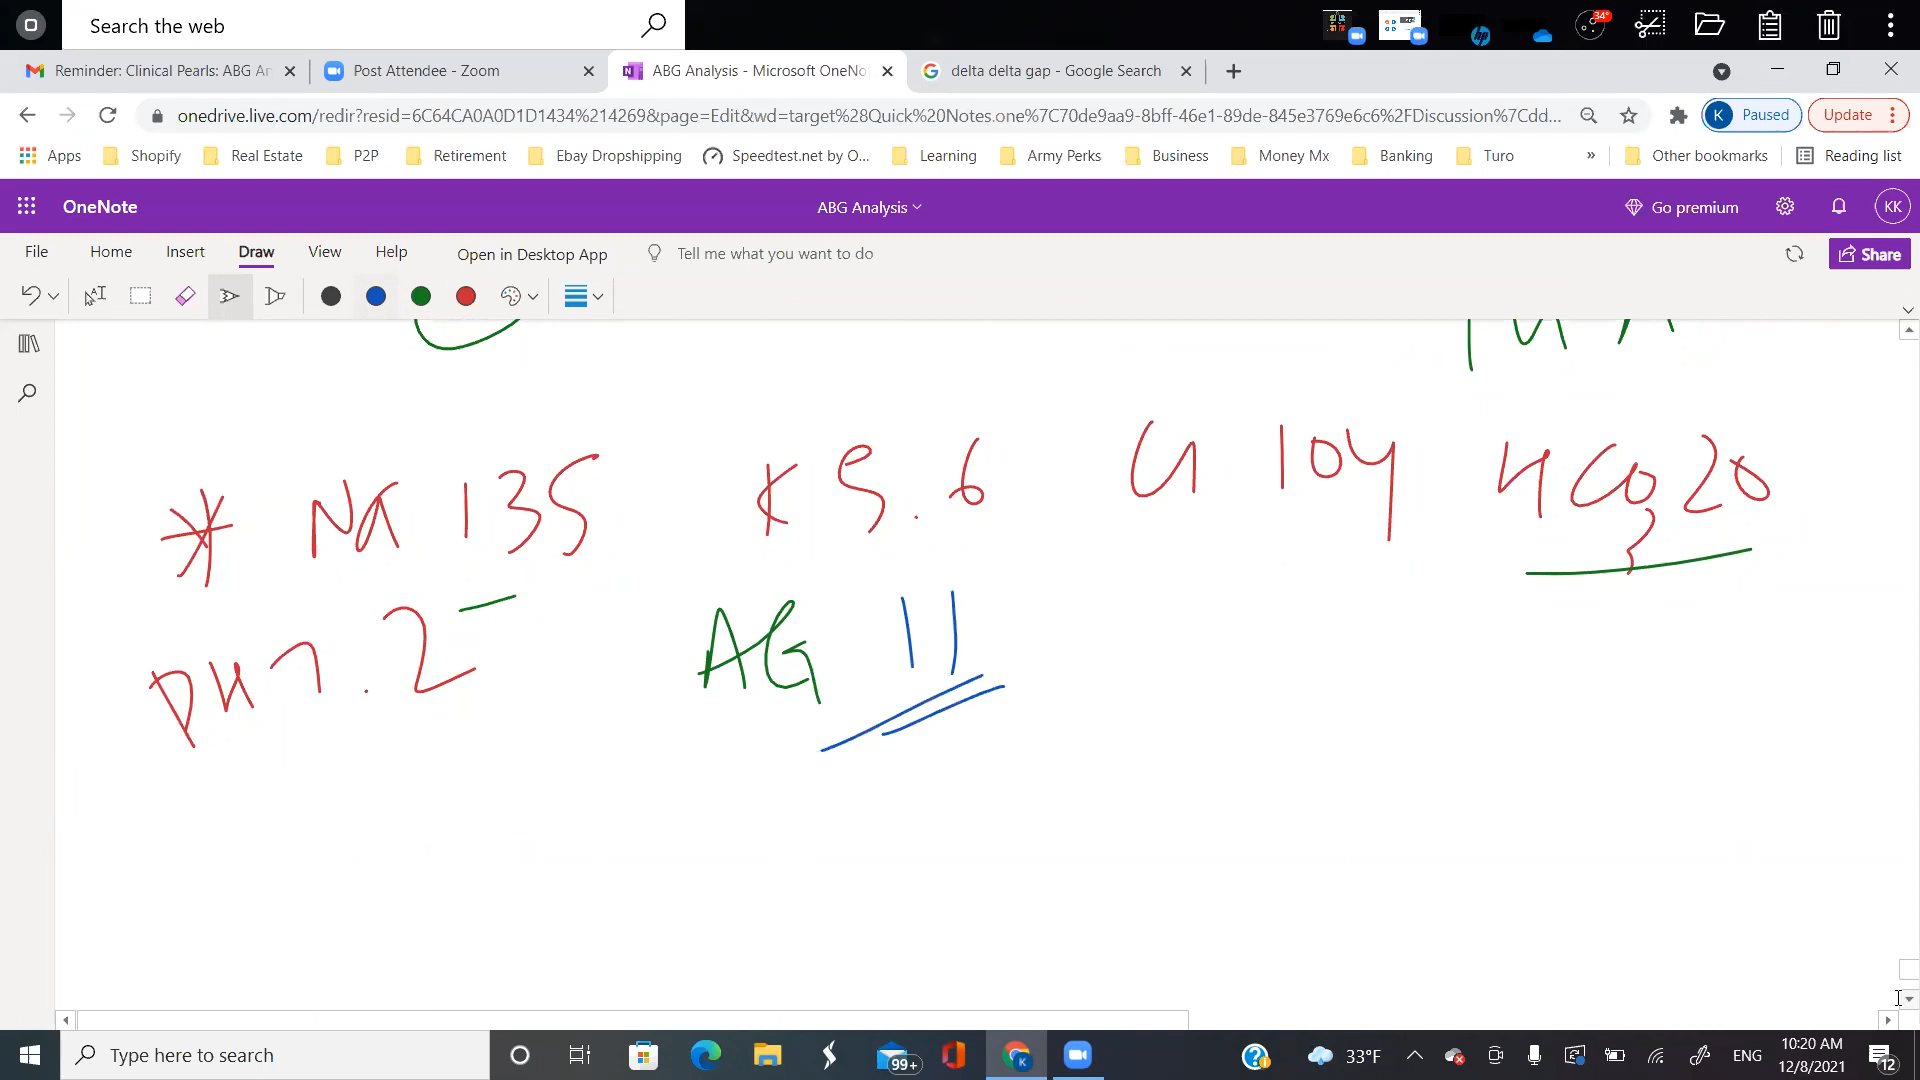 Search the web
34°
Reminder: Clinical Pearls: ABG Ar
Post Attendee - Zoom
ABG Analysis - Microsoft OneNo
delta delta gap - Google Search
onedrive.live.com/redir?resid=6C64CA0A0D1D1434%214269&page=Edit&wd=target%28Quick%20Notes.one%7C70de9aa9-8bff-46e1-89de-845e3769e6c6%2FDiscussion%7Cdd...
K Paused
Update
Apps Shopify Real Estate P2P Retirement Ebay Dropshipping Speedtest.net by O... Learning Army Perks Business Money Mx Banking Turo » Other bookmarks Reading list
OneNote
ABG Analysis
Go premium
KK
File Home Insert Draw View Help Open in Desktop App Tell me what you want to do
Share
* Na 135 K 5.6 Cl 104 HCO3 20
PH 7.2 AG 11
Type here to search
99+
33°F
ENG
10:20 AM
12/8/2021
12